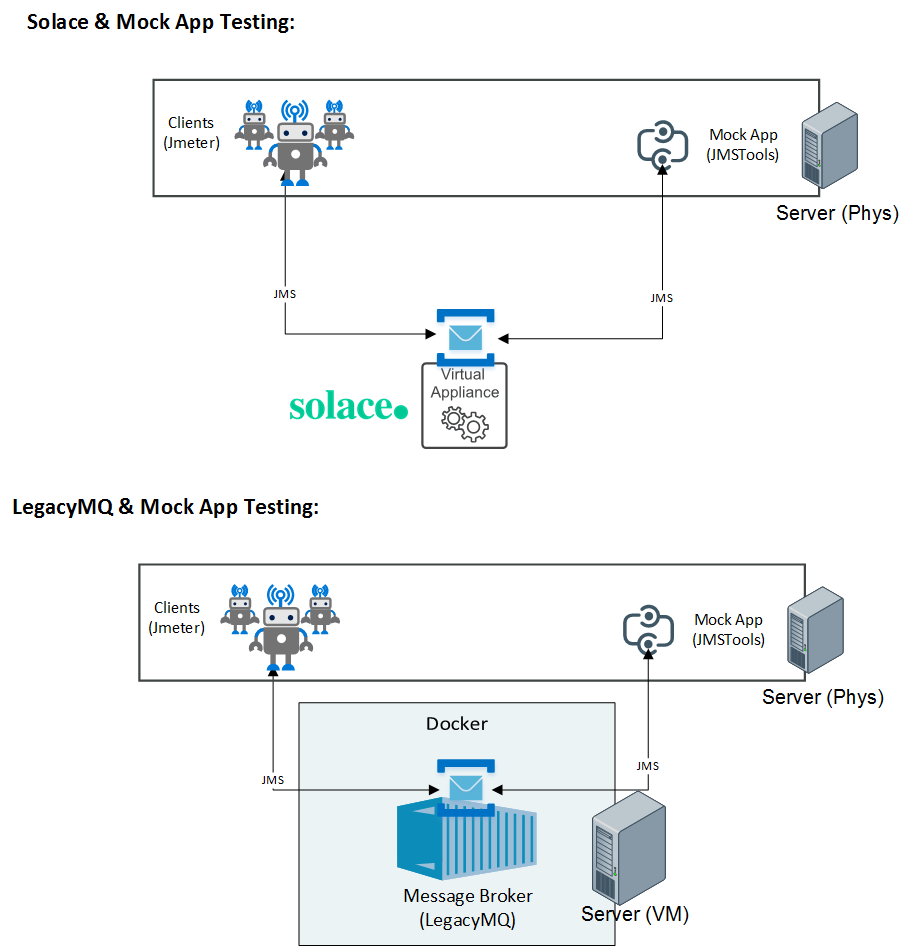 Solace & Mock App Testing:
Clients
(Jmeter)
Mock App
(JMSTools)
Server (Phys)
JMS
JMS
Virtual
Appliance
solace.
LegacyMQ & Mock App Testing:
Clients
(Jmeter)
Mock App
(JMSTools)
Server (Phys)
Docker
JMS
JMS
Message Broker
(LegacyMQ)
Server (VM)